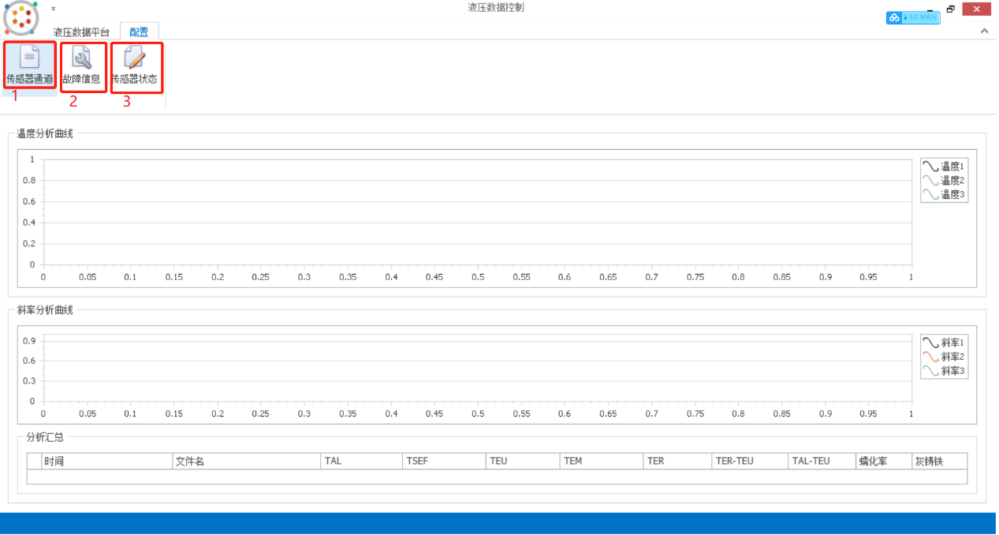 液压数据控制
3.0 MB/s
液压数据平台 配置
传感器通道 故障信息 传感器状态
1 2 3
温度分析曲线
1
0.8
0.6
0.4
0.2
0
0 0.05 0.1 0.15 0.2 0.25 0.3 0.35 0.4 0.45 0.5 0.55 0.6 0.65 0.7 0.75 0.8 0.85 0.9 0.95 1
温度1
温度2
温度3
斜率分析曲线
0.9
0.6
0.3
0
0 0.05 0.1 0.15 0.2 0.25 0.3 0.35 0.4 0.45 0.5 0.55 0.6 0.65 0.7 0.75 0.8 0.85 0.9 0.95 1
斜率1
斜率2
斜率3
分析汇总
时间 文件名 TAL TSEF TEU TEM TER TER-TEU TAL-TEU 蠕化率 灰铸铁